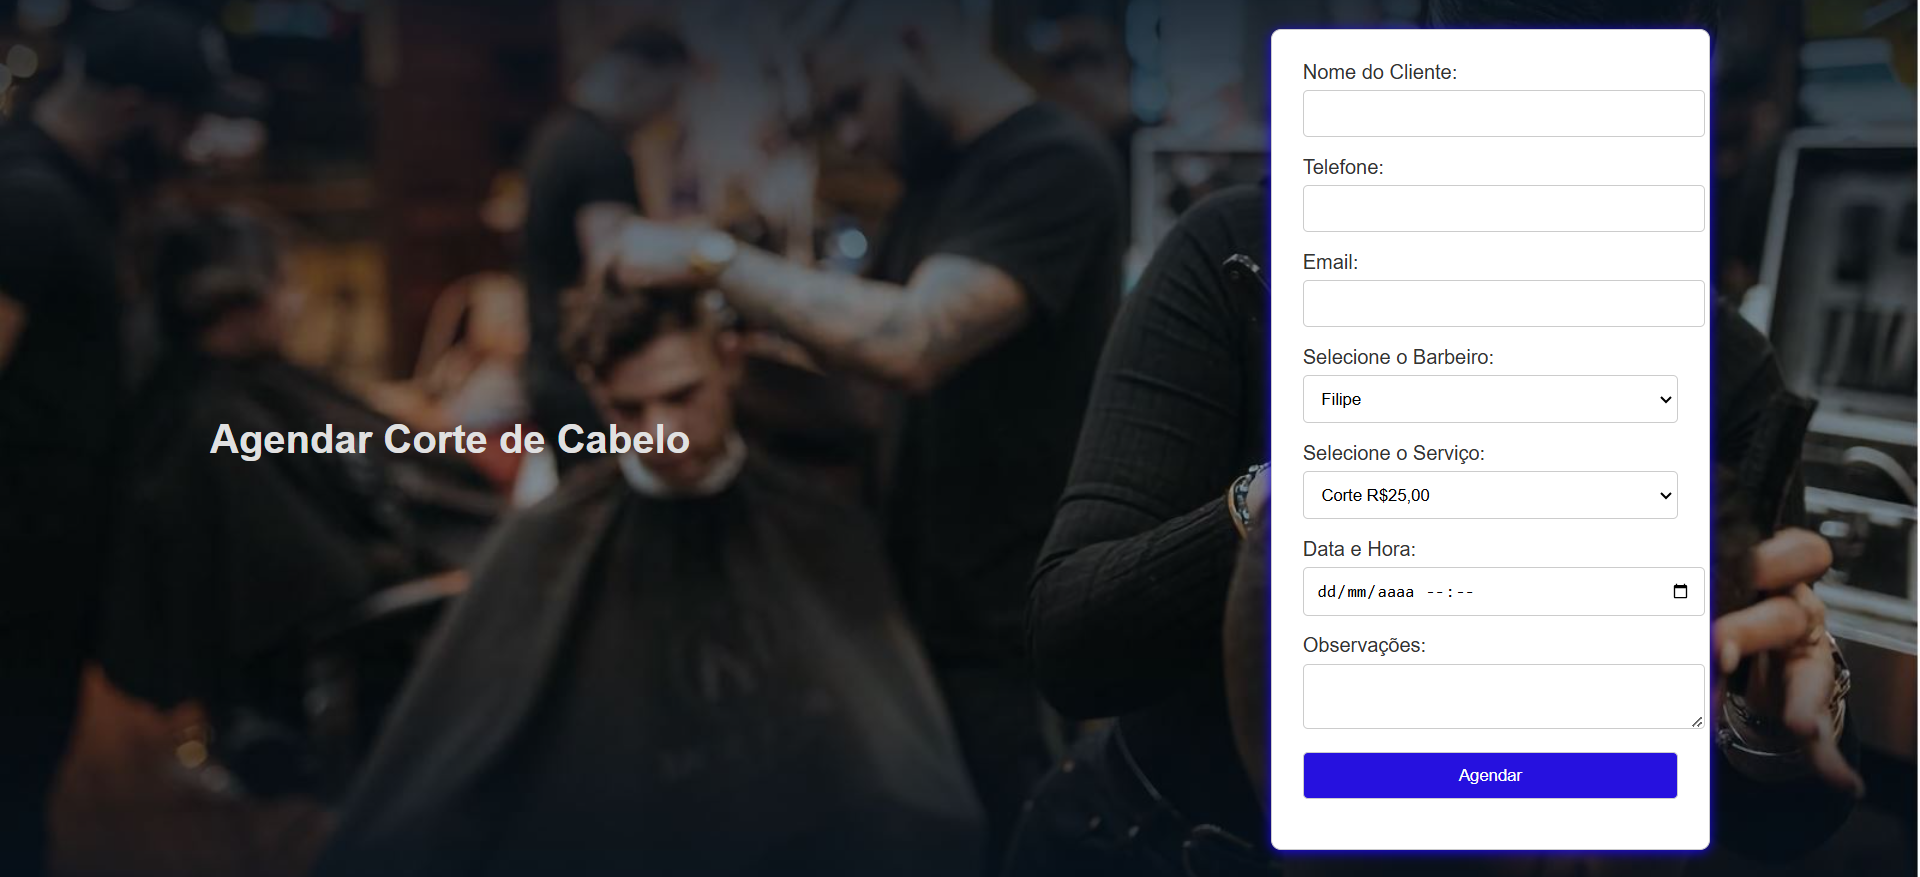 Agendar Corte de Cabelo
Nome do Cliente:
Telefone:
Email:
Selecione o Barbeiro:
Filipe
Selecione o Serviço:
Corte R$25,00
Data e Hora:
dd/mm/aaaa --:--
Observações:
Agendar